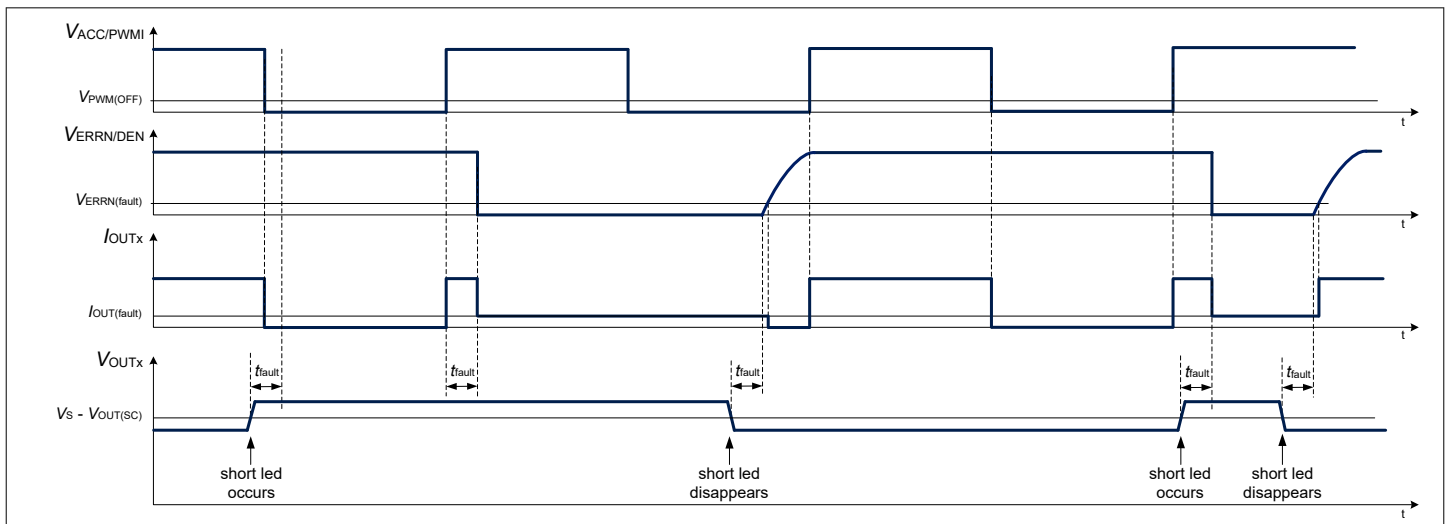 VACC/PWMI
VPWM(OFF)
t
VERRN/DEN
VERRN(fault)
t
IOUTx
IOUT(fault)
t
VOUTx
tfault
tfault
tfault
tfault
tfault
VS - VOUT(SC)
short led
occurs
short led
disappears
short led
occurs
short led
disappears
t